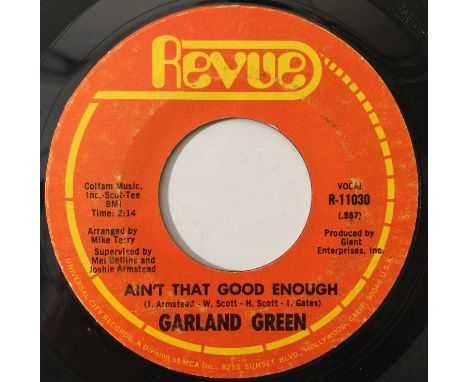 Revue
Colfam Music,
Inc.-Scot-Tee
BMI
Time: 2:14
Arranged by
Mike Terry
Supervised by
Mel Collins and
Joshie Armstead
VOCAL
R-11030
(.557)
Produced by
Giant
Enterprises, Inc.
AIN'T THAT GOOD ENOUGH
(J. Armstead - W. Scott - H. Scott - I. Gates)
GARLAND GREEN
UNIVERSAL CITY RECORDS, A Division of MCA Inc., 8255 SUNSET BLVD., HOLLYWOOD, CALIF. 90046 U.S.A.